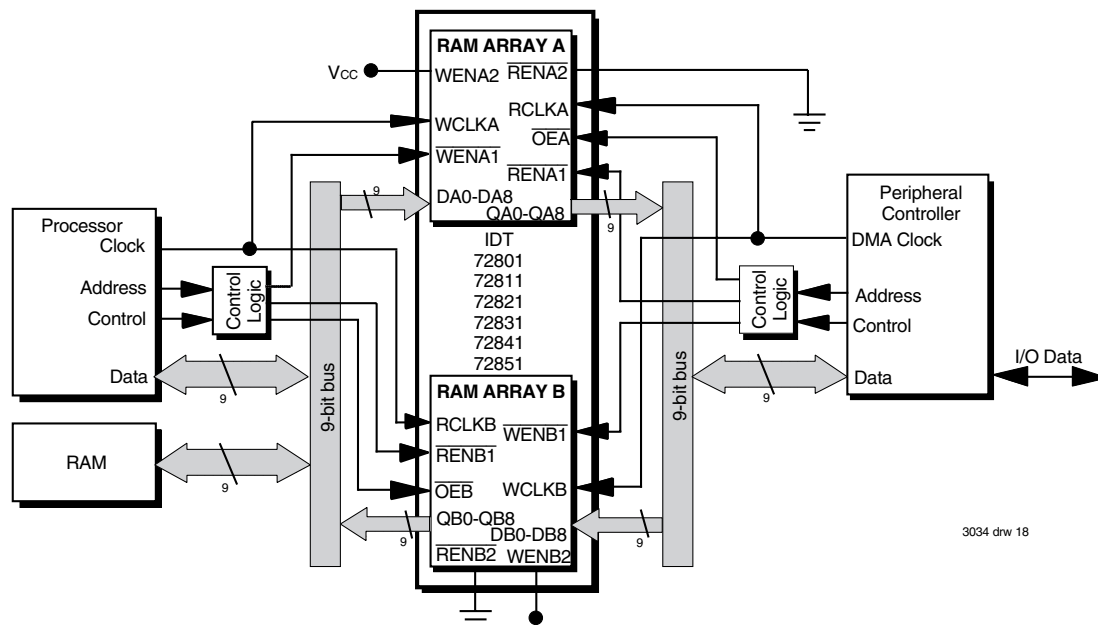 RAM ARRAY A
VCC
WENA2
RENA2
RCLKA
WCLKA
OEA
WENA1
RENA1
9
DA0-DA8
QA0-QA8
9
Processor
Clock
Address
Control
Data
9
Control
Logic
RAM
9
9-bit bus
IDT
72801
72811
72821
72831
72841
72851
9-bit bus
Peripheral
Controller
DMA Clock
Address
Control
Data
Control
Logic
9
I/O Data
RAM ARRAY B
RCLKB
WENB1
RENB1
OEB
WCLKB
QB0-QB8
DB0-DB8
9
9
RENB2
WENB2
3034 drw 18